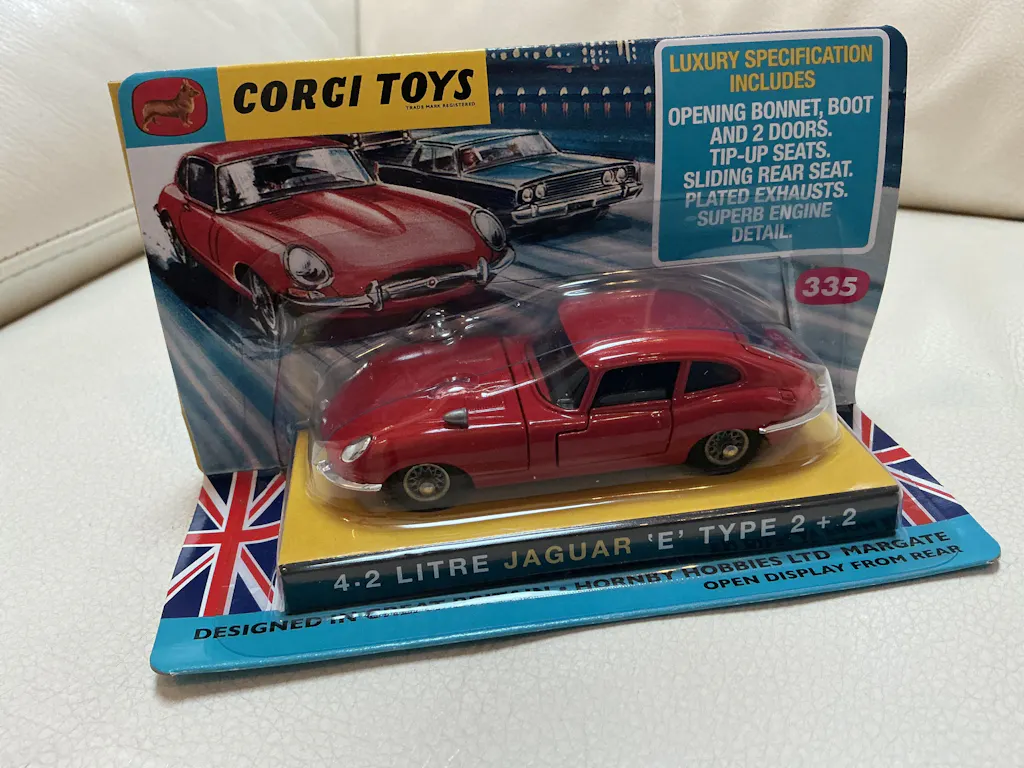 CORGI TOYS
TRADE MARK REGISTERED
LUXURY SPECIFICATION
INCLUDES
OPENING BONNET, BOOT
AND 2 DOORS.
TIP-UP SEATS.
SLIDING REAR SEAT.
PLATED EXHAUSTS.
SUPERB ENGINE
DETAIL.
335
4·2 LITRE JAGUAR 'E' TYPE 2 + 2
DESIGNED IN GREAT BRITAIN · HORNBY HOBBIES LTD MARGATE
OPEN DISPLAY FROM REAR